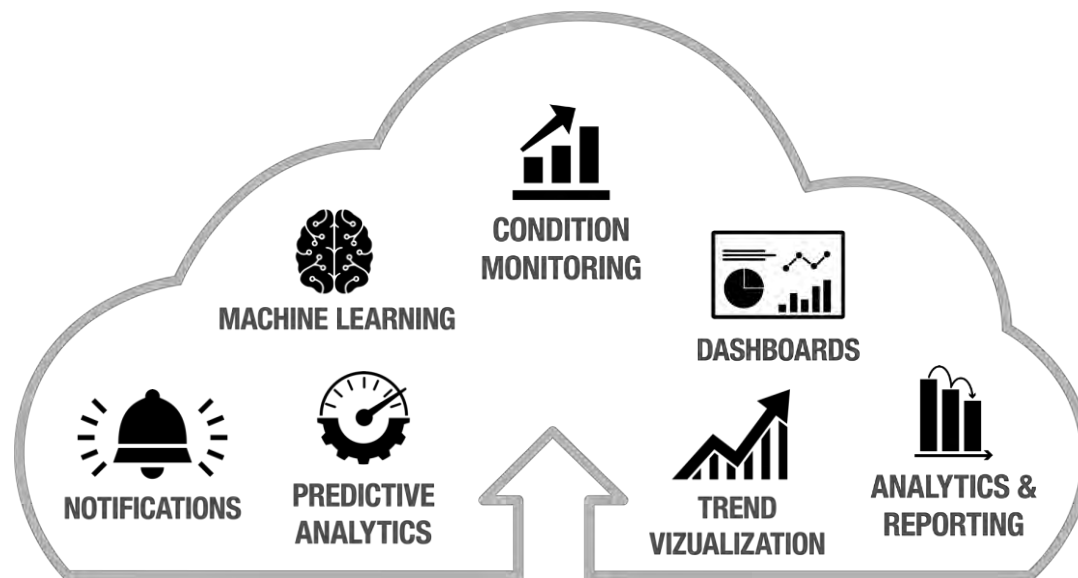 CONDITION
MONITORING
MACHINE LEARNING
DASHBOARDS
NOTIFICATIONS
PREDICTIVE
ANALYTICS
TREND
VIZUALIZATION
ANALYTICS &
REPORTING